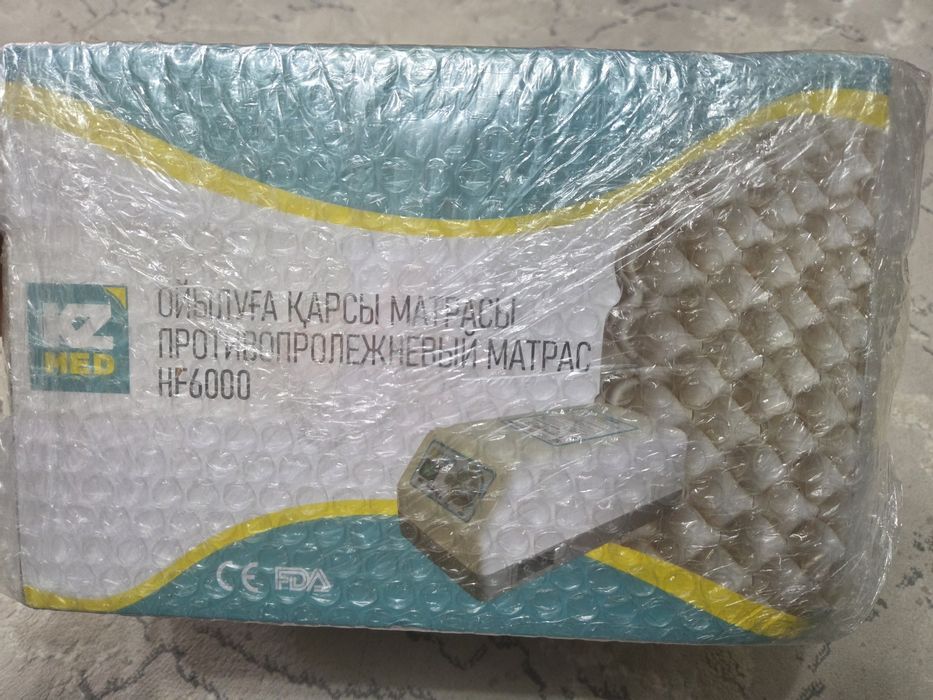 KZ
MED
ОЙЫЛУҒА ҚАРСЫ МАТРАСЫ
ПРОТИВОПРОЛЕЖНЕВЫЙ МАТРАС
HF6000
CE FDA